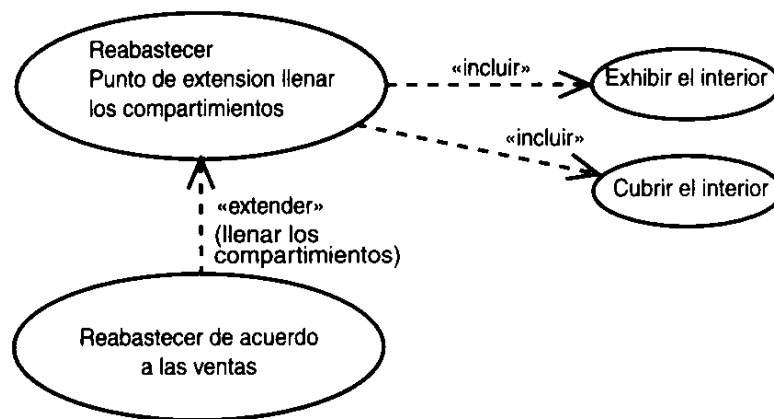 Reabastecer
Punto de extension llenar
los compartimientos
«incluir»
Exhibir el interior
«incluir»
Cubrir el interior
«extender»
(llenar los
compartimientos)
Reabastecer de acuerdo
a las ventas